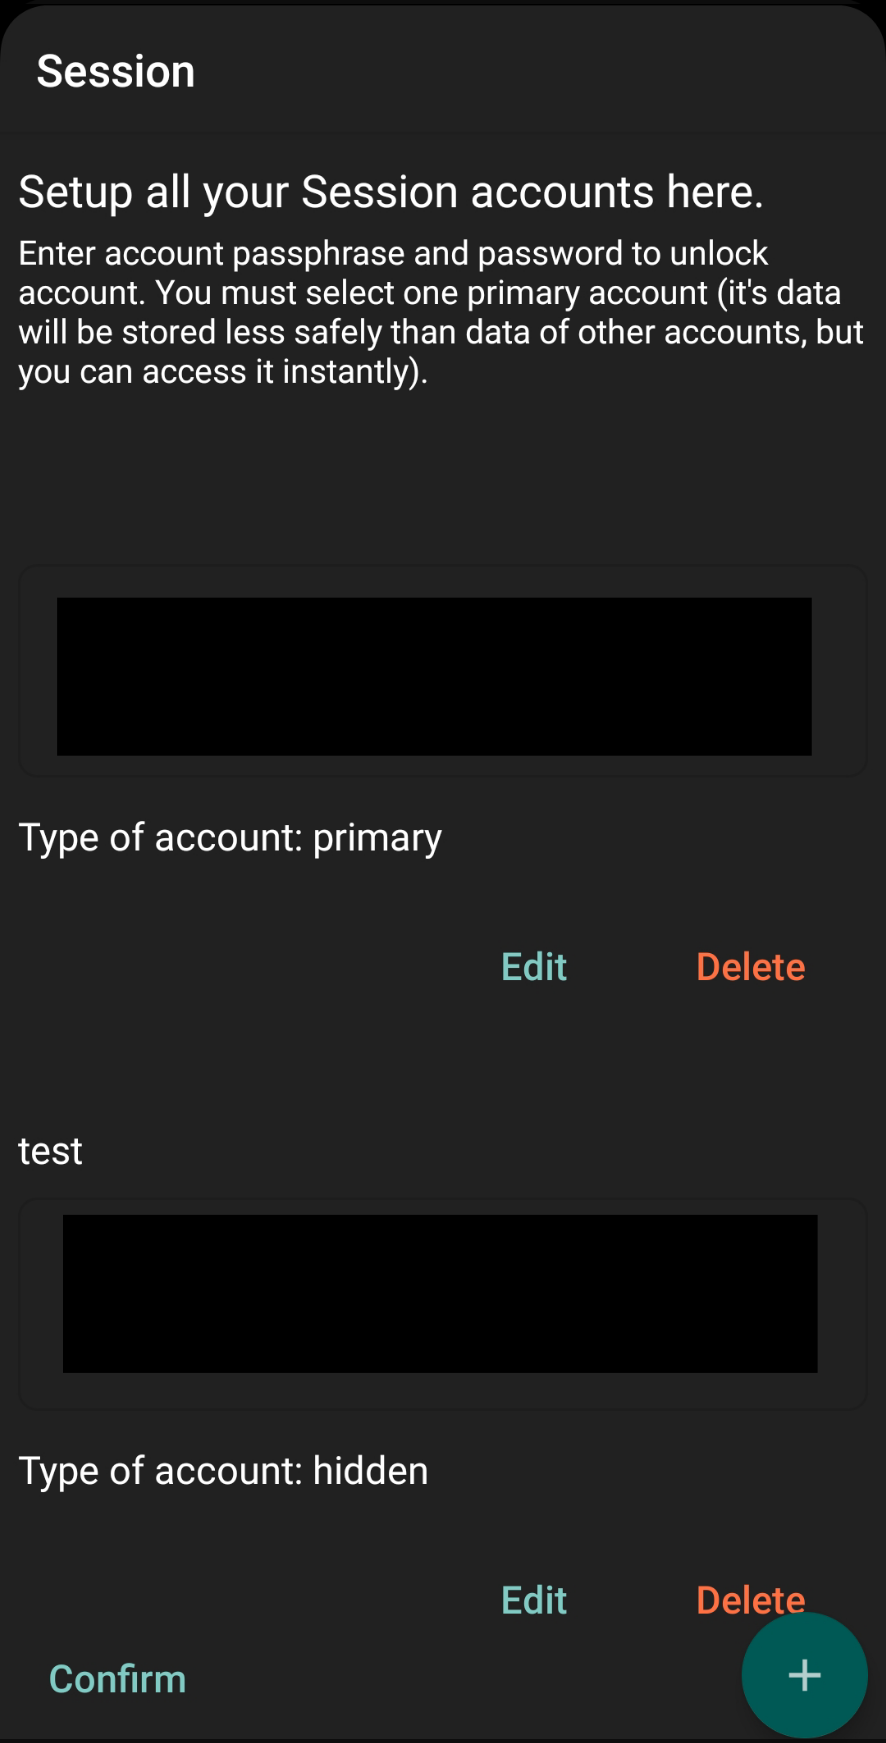 Session
Setup all your Session accounts here.
Enter account passphrase and password to unlock
account. You must select one primary account (it's data
will be stored less safely than data of other accounts, but
you can access it instantly).
Type of account: primary
Edit Delete
test
Type of account: hidden
Edit Delete
Confirm +